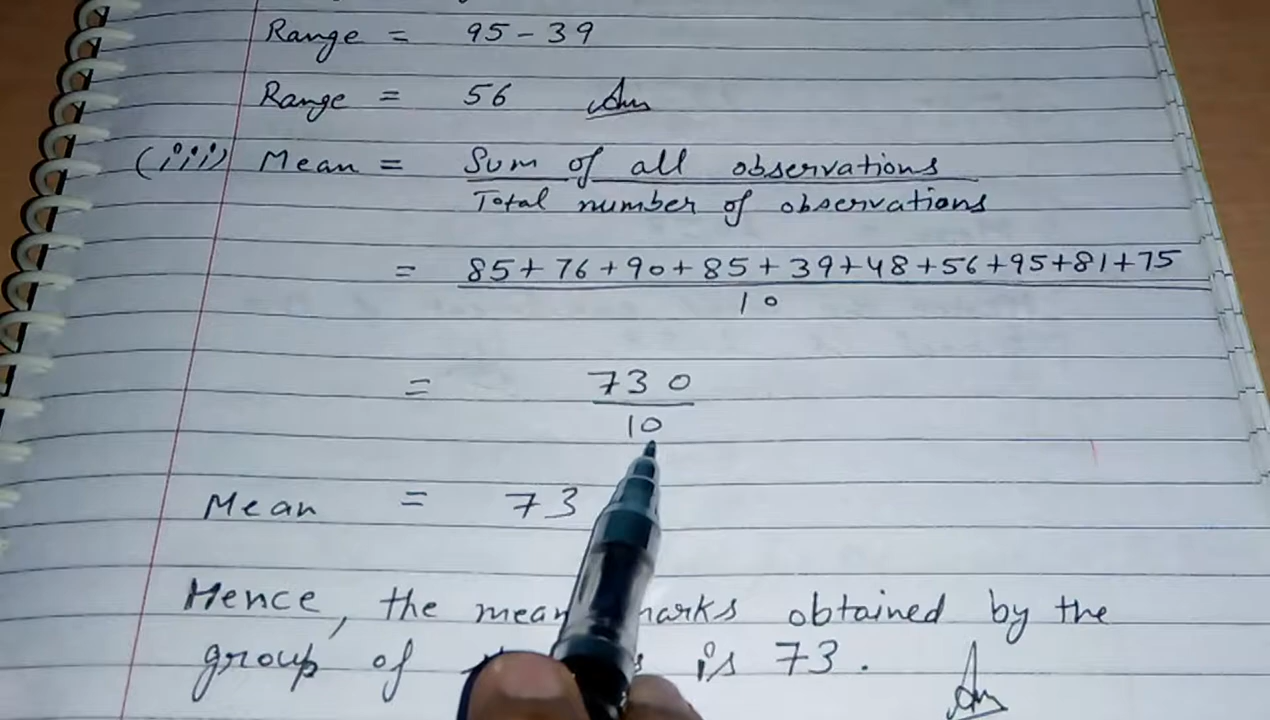 Range = 95 - 39
Range = 56 Ans
(iii) Mean = Sum of all observations
Total number of observations
= 85 + 76 + 90 + 85 + 39 + 48 + 56 + 95 + 81 + 75
10
= 730
10
Mean = 73
Hence, the mean marks obtained by the
group of is 73. Ans